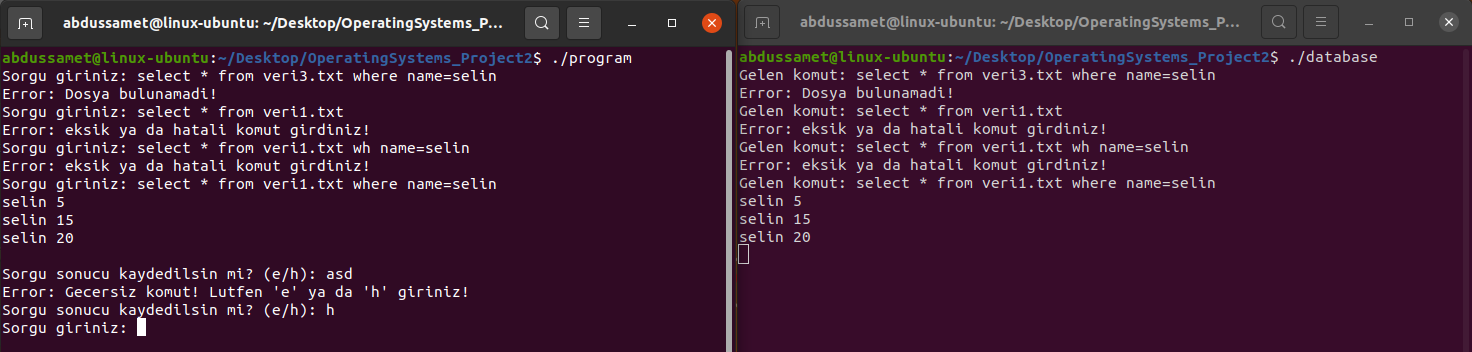 abdussamet@linux-ubuntu: ~/Desktop/OperatingSystems_P...
abdussamet@linux-ubuntu:~/Desktop/OperatingSystems_Project2$ ./program
Sorgu giriniz: select * from veri3.txt where name=selin
Error: Dosya bulunamadi!
Sorgu giriniz: select * from veri1.txt
Error: eksik ya da hatali komut girdiniz!
Sorgu giriniz: select * from veri1.txt wh name=selin
Error: eksik ya da hatali komut girdiniz!
Sorgu giriniz: select * from veri1.txt where name=selin
selin 5
selin 15
selin 20
Sorgu sonucu kaydedilsin mi? (e/h): asd
Error: Gecersiz komut! Lutfen 'e' ya da 'h' giriniz!
Sorgu sonucu kaydedilsin mi? (e/h): h
Sorgu giriniz:
abdussamet@linux-ubuntu: ~/Desktop/OperatingSystems_P...
abdussamet@linux-ubuntu:~/Desktop/OperatingSystems_Project2$ ./database
Gelen komut: select * from veri3.txt where name=selin
Error: Dosya bulunamadi!
Gelen komut: select * from veri1.txt
Error: eksik ya da hatali komut girdiniz!
Gelen komut: select * from veri1.txt wh name=selin
Error: eksik ya da hatali komut girdiniz!
Gelen komut: select * from veri1.txt where name=selin
selin 5
selin 15
selin 20